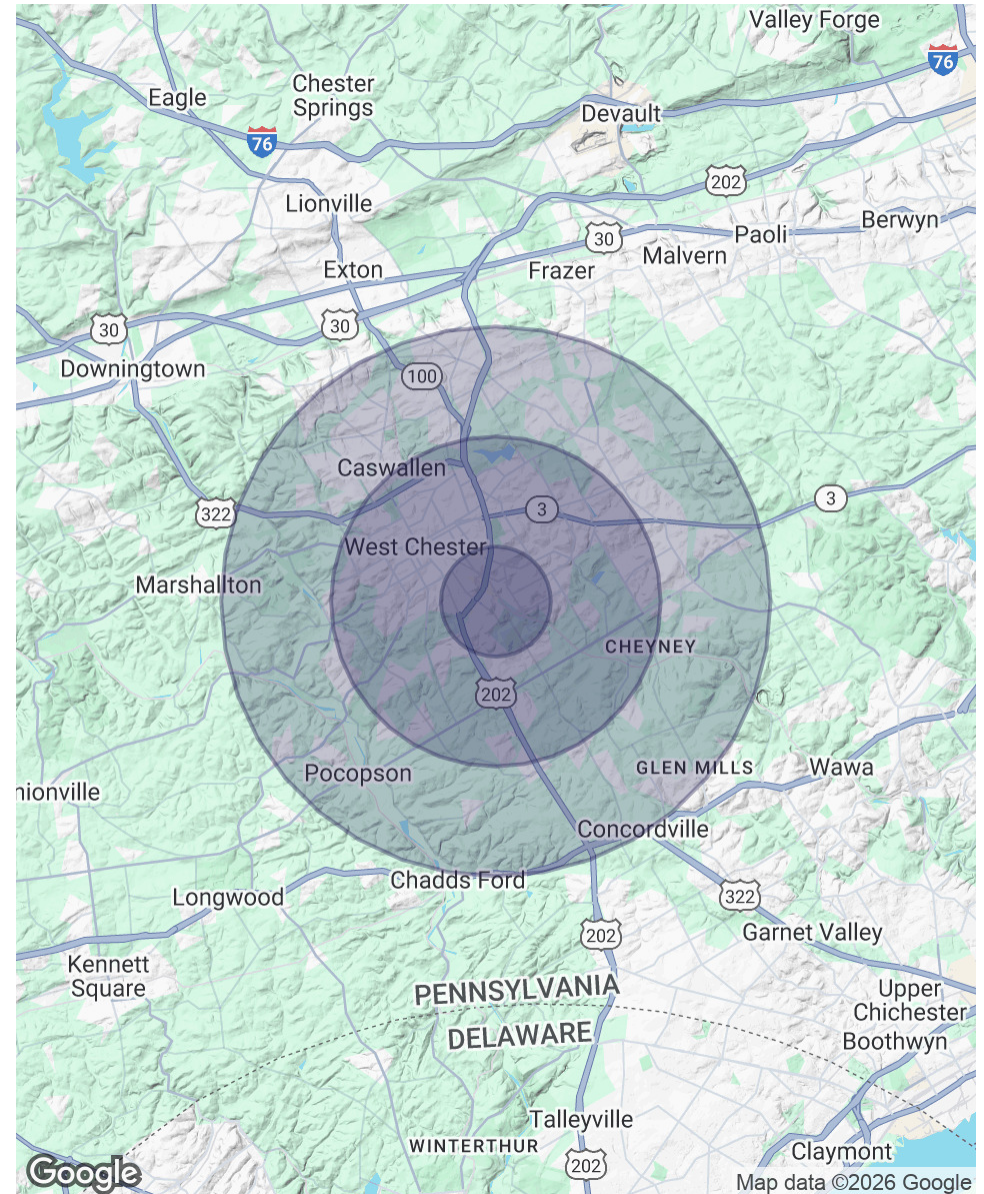 Valley Forge
76
Eagle
Chester
Springs
Devault
76
202
Lionville
Berwyn
30
Paoli
Malvern
Exton
Frazer
30
30
Downingtown
100
Caswallen
3
3
322
West Chester
Marshallton
CHEYNEY
202
Pocopson
GLEN MILLS
Wawa
nionville
Concordville
Chadds Ford
Longwood
322
202
Garnet Valley
Kennett
Square
PENNSYLVANIA
Upper
Chichester
DELAWARE
Boothwyn
Talleyville
WINTERTHUR
Claymont
202
Google
Map data ©2026 Google